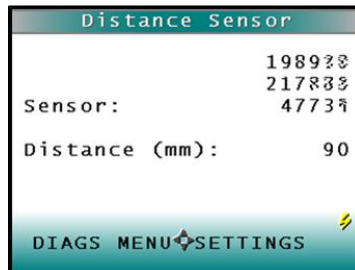 Distance Sensor
Sensor:
Distance (mm): 90
DIAGS MENU SETTINGS